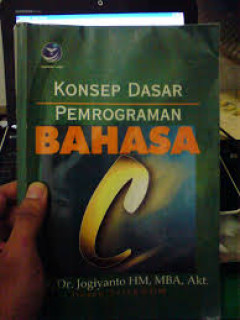 KONSEP DASAR
PEMROGRAMAN
BAHASA
C
Dr. Jogiyanto HM, MBA, Akt.